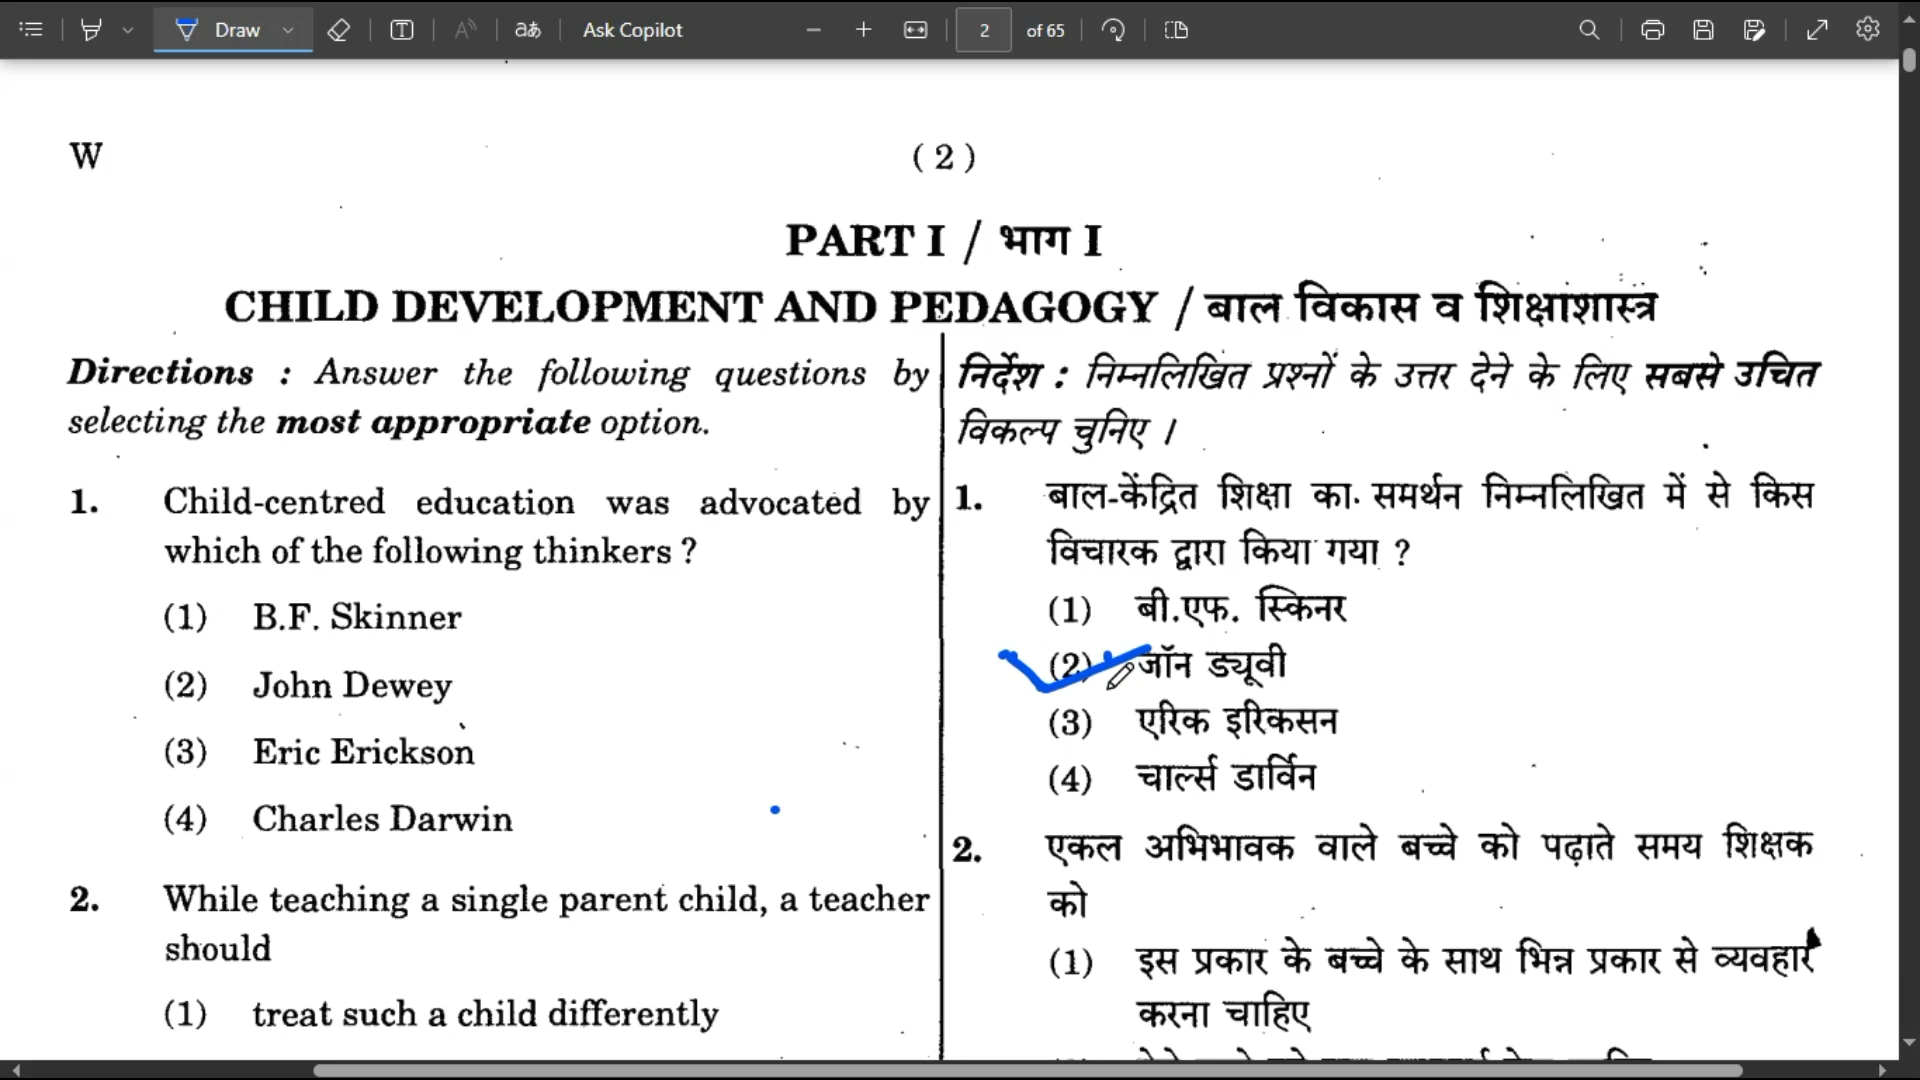 Draw
Ask Copilot
2 of 65
W
( 2 )
PART I / भाग I
CHILD DEVELOPMENT AND PEDAGOGY / बाल विकास व शिक्षाशास्त्र
Directions : Answer the following questions by
selecting the most appropriate option.
1. Child-centred education was advocated by
which of the following thinkers ?
(1) B.F. Skinner
(2) John Dewey
(3) Eric Erickson
(4) Charles Darwin
2. While teaching a single parent child, a teacher
should
(1) treat such a child differently
निर्देश : निम्नलिखित प्रश्नों के उत्तर देने के लिए सबसे उचित
विकल्प चुनिए ।
1. बाल-केंद्रित शिक्षा का समर्थन निम्नलिखित में से किस
विचारक द्वारा किया गया ?
(1) बी.एफ. स्किनर
(2) जॉन ड्यूवी
(3) एरिक इरिकसन
(4) चार्ल्स डार्विन
2. एकल अभिभावक वाले बच्चे को पढ़ाते समय शिक्षक
को
(1) इस प्रकार के बच्चे के साथ भिन्न प्रकार से व्यवहार
करना चाहिए